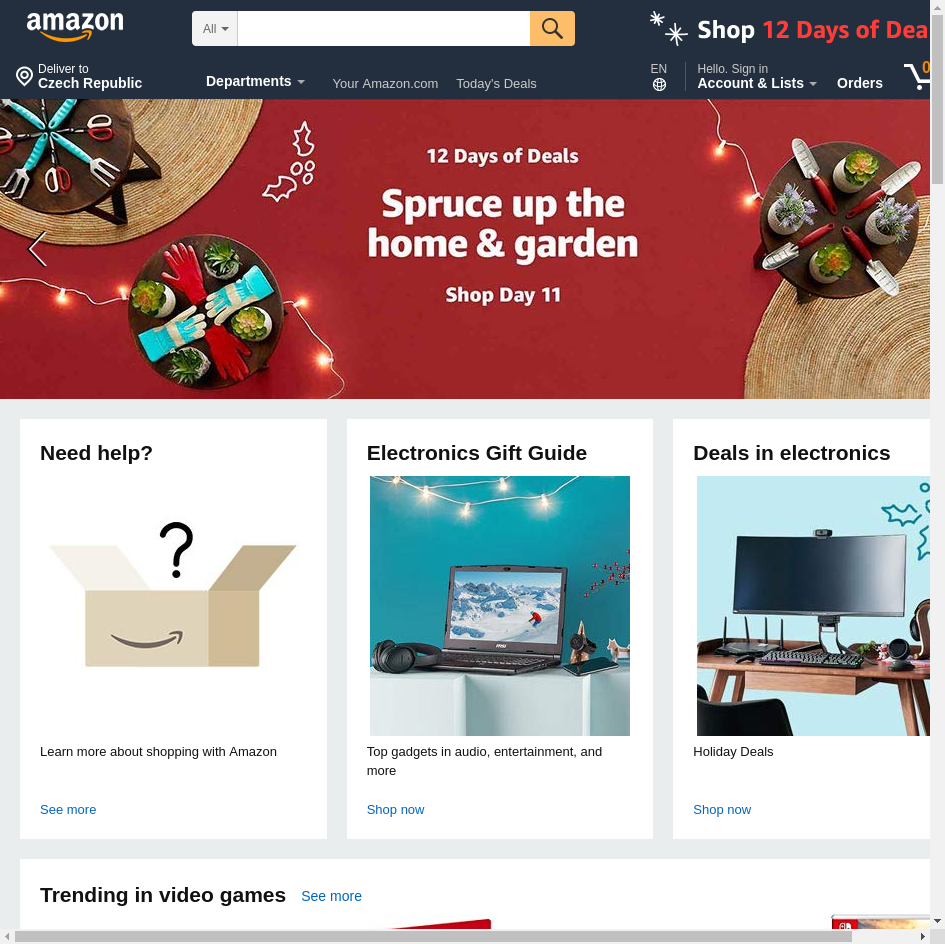 amazon
All
Shop 12 Days of Dea
Deliver to
Czech Republic
Departments
Your Amazon.com
Today's Deals
EN
Hello. Sign in
Account & Lists
Orders
0
12 Days of Deals
Spruce up the
home & garden
Shop Day 11
Need help?
Learn more about shopping with Amazon
See more
Electronics Gift Guide
msi
Top gadgets in audio, entertainment, and
more
Shop now
Deals in electronics
Holiday Deals
Shop now
Trending in video games
See more